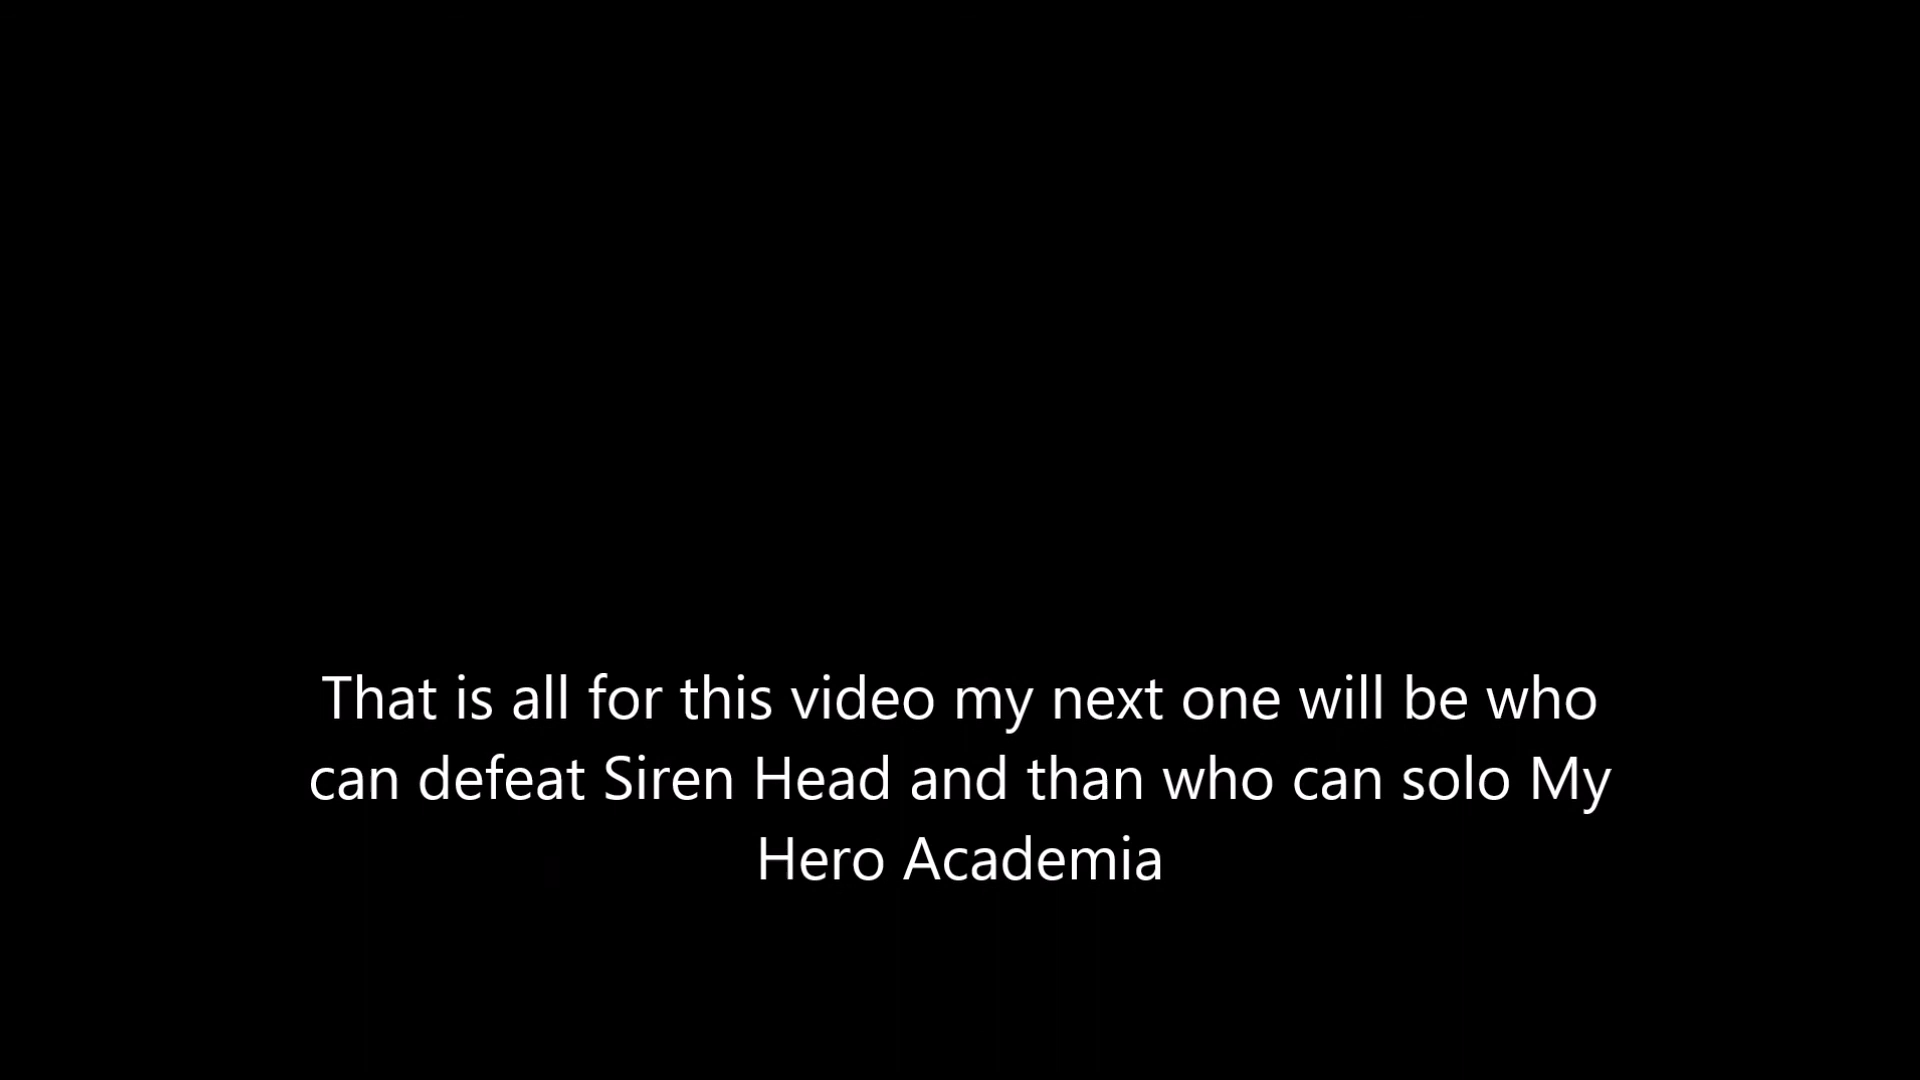 That is all for this video my next one will be who
can defeat Siren Head and than who can solo My
Hero Academia